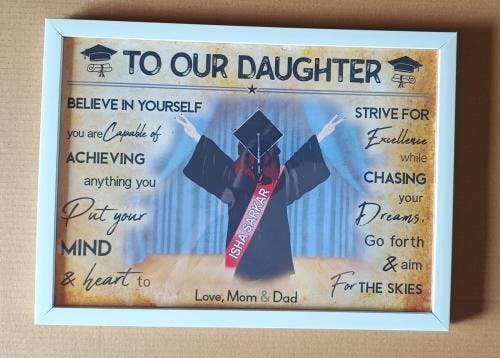 TO OUR DAUGHTER
BELIEVE IN YOURSELF
you are Capable of
ACHIEVING
anything you
Put your
MIND
& heart to
STRIVE FOR
Excellence
while
CHASING
your
Dreams.
Go forth
& aim
For THE SKIES
ISHA SARKAR
Love, Mom & Dad